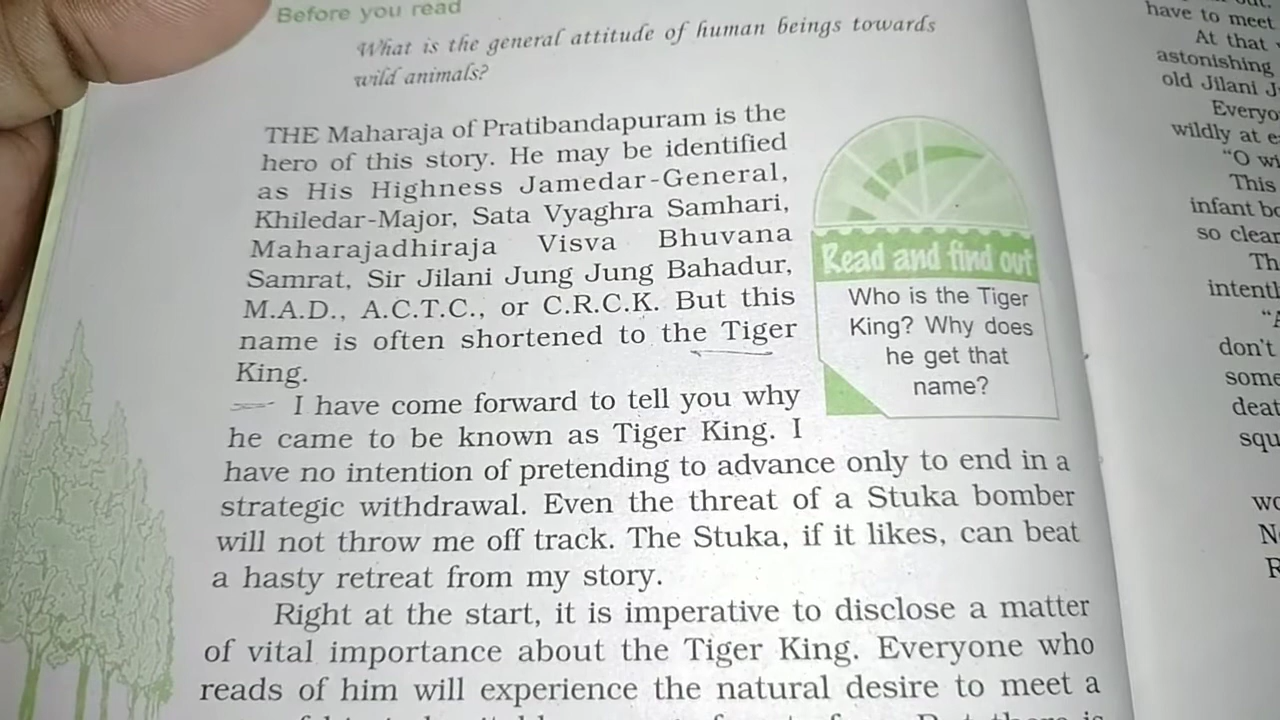 Before you read
What is the general attitude of human beings towards
wild animals?
THE Maharaja of Pratibandapuram is the
hero of this story. He may be identified
as His Highness Jamedar-General,
Khiledar-Major, Sata Vyaghra Samhari,
Maharajadhiraja Visva Bhuvana
Samrat, Sir Jilani Jung Jung Bahadur,
M.A.D., A.C.T.C., or C.R.C.K. But this
name is often shortened to the Tiger
King.
I have come forward to tell you why
he came to be known as Tiger King. I
have no intention of pretending to advance only to end in a
strategic withdrawal. Even the threat of a Stuka bomber
will not throw me off track. The Stuka, if it likes, can beat
a hasty retreat from my story.
Right at the start, it is imperative to disclose a matter
of vital importance about the Tiger King. Everyone who
reads of him will experience the natural desire to meet a
Read and find out
Who is the Tiger
King? Why does
he get that
name?
have to meet
At that
astonishing
old Jilani
wildly at
"O
This
infant
so clear
don't